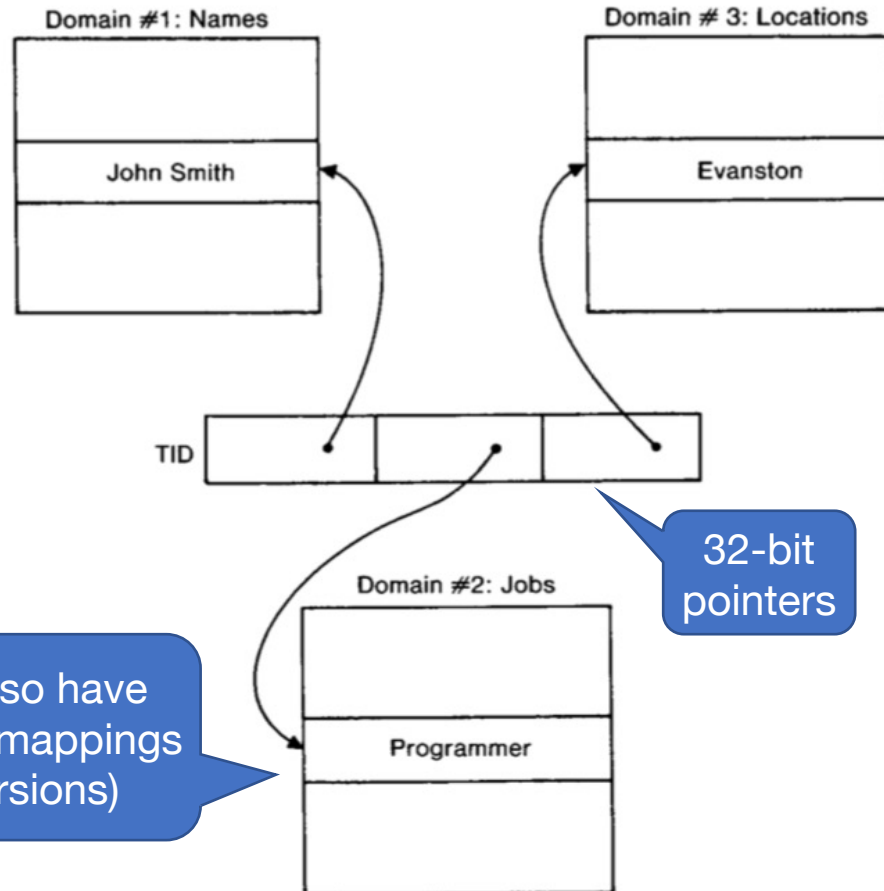 Domain #1: Names
Domain # 3: Locations
John Smith
Evanston
TID
32-bit
pointers
Domain #2: Jobs
so have
mappings
rsions)
Programmer